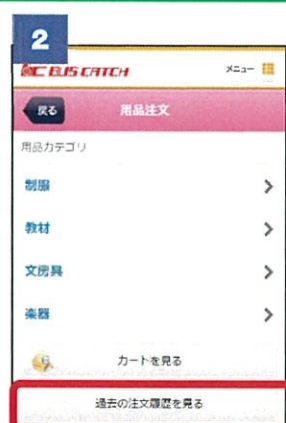 2
BUS CATCH
メニュー
戻る
用品注文
用品カテゴリ
制服
教材
文房具
楽器
カートを見る
過去の注文履歴を見る